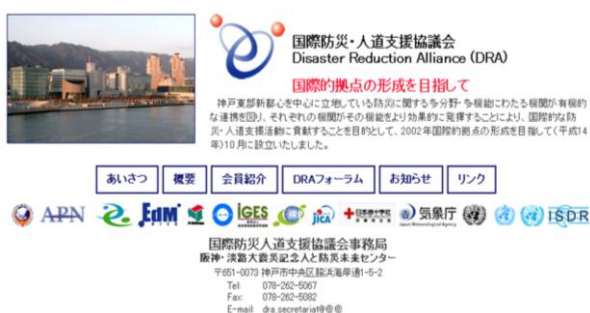 国際防災・人道支援協議会
Disaster Reduction Alliance (DRA)
国際的拠点の形成を目指して
神戸東部新都心を中心に立地している防災に関する多分野・多機能にわたる機関が有機的
な連携を図り、それぞれの機関がその機能をより効果的に発揮することにより、国際的な防
災・人道支援活動に貢献することを目的として、2002年国際的拠点の形成を目指して(平成14
年)10月に設立いたしました。
あいさつ 概要 会員紹介 DRAフォーラム お知らせ リンク
APN EdM IGES JICA 日本赤十字社 気象庁 ISDR
Japan Meteorological Agency
国際防災人道支援協議会事務局
阪神・淡路大震災記念人と防災未来センター
〒651-0073 神戸市中央区脇浜海岸通1-5-2
Tel: 078-262-5067
Fax: 078-262-5082
E-mail: dra.secretariat@@@